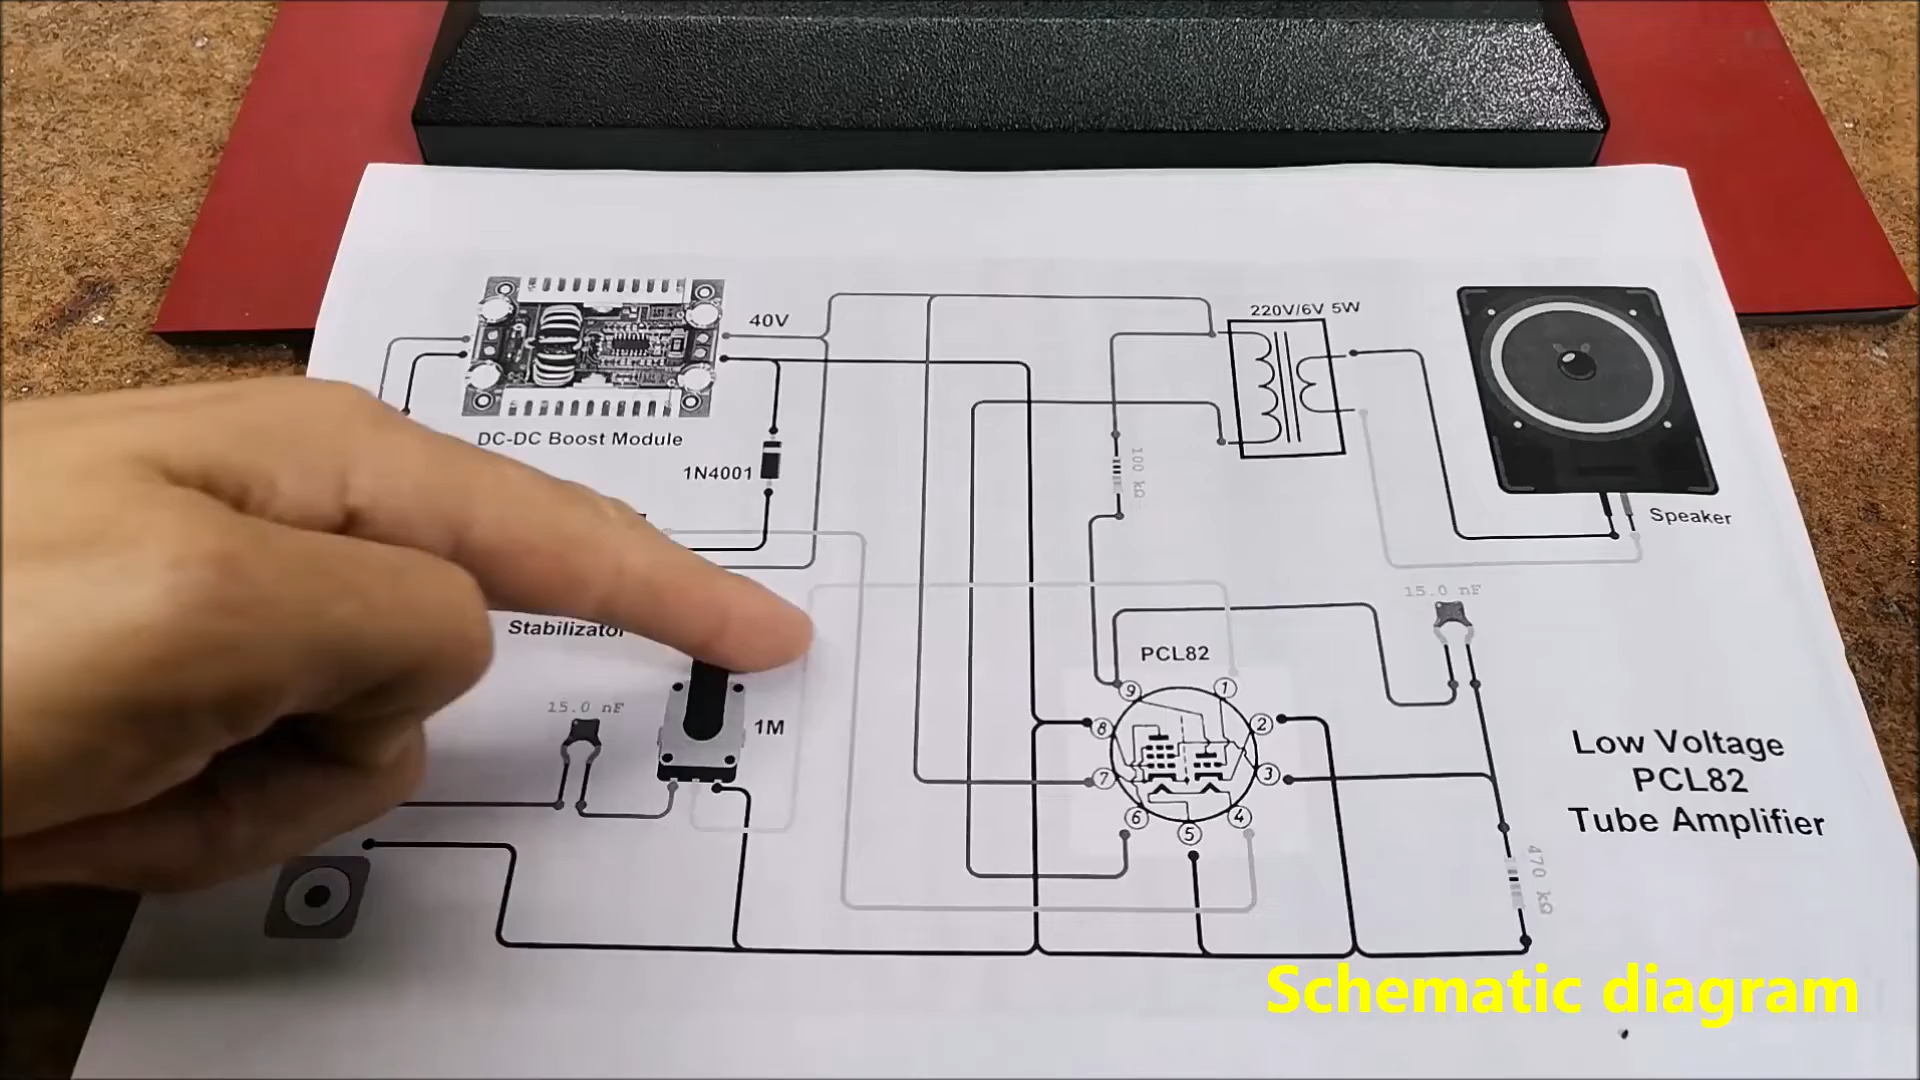 40V
220V/6V 5W
DC-DC Boost Module
1N4001
100 kΩ
Speaker
15.0 nF
Stabilizator
PCL82
15.0 nF
1M
9
1
8
2
7
3
6
5
4
Low Voltage
PCL82
Tube Amplifier
470 kΩ
Schematic diagram